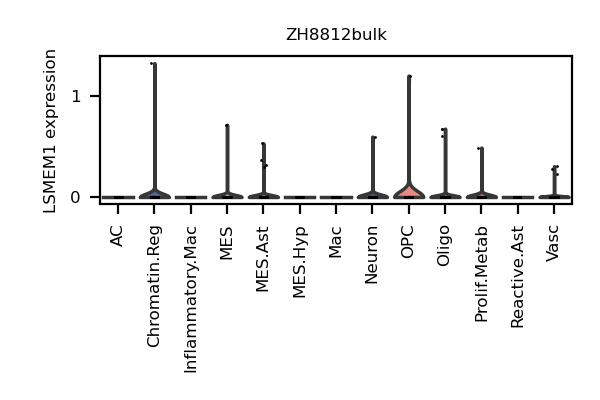 ZH8812bulk
LSMEM1 expression
1
0
AC
Chromatin.Reg
Inflammatory.Mac
MES
MES.Ast
MES.Hyp
Mac
Neuron
OPC
Oligo
Prolif.Metab
Reactive.Ast
Vasc